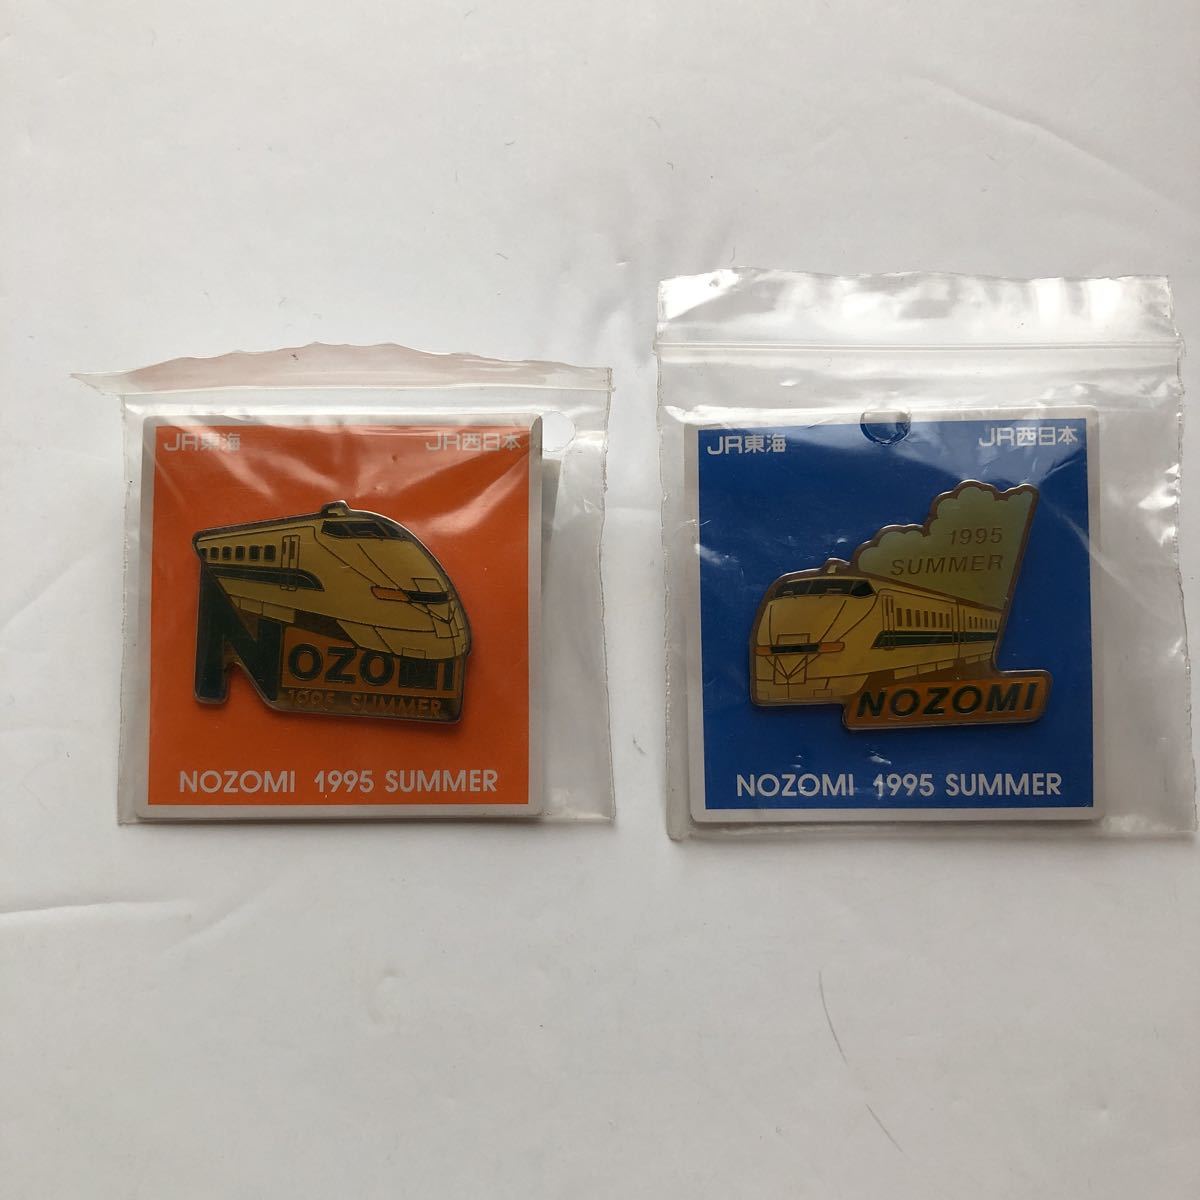 JR東海 JR西日本
NOZOMI
1995 SUMMER
NOZOMI 1995 SUMMER
JR東海 JR西日本
1995
SUMMER
NOZOMI
NOZOMI 1995 SUMMER